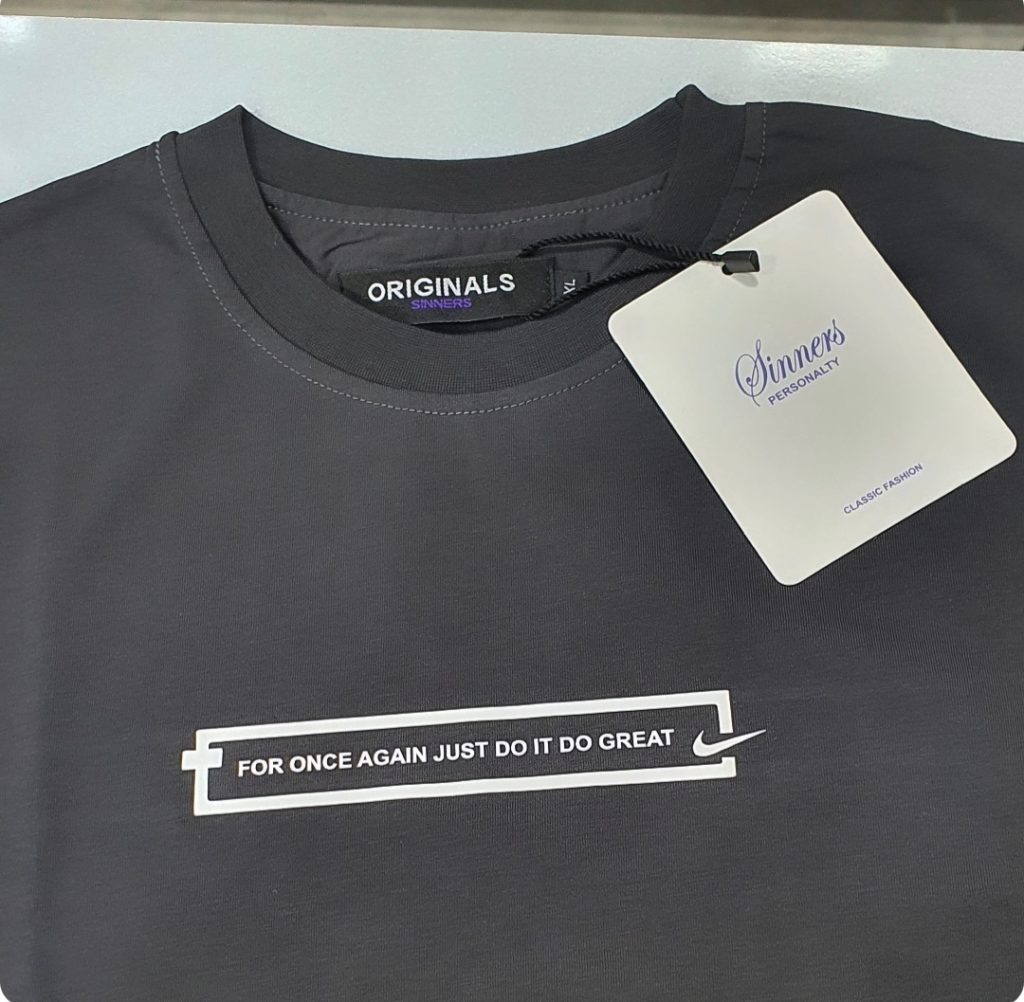 ORIGINALS
SINNERS
XL
Sinners
PERSONALTY
CLASSIC FASHION
FOR ONCE AGAIN JUST DO IT DO GREAT